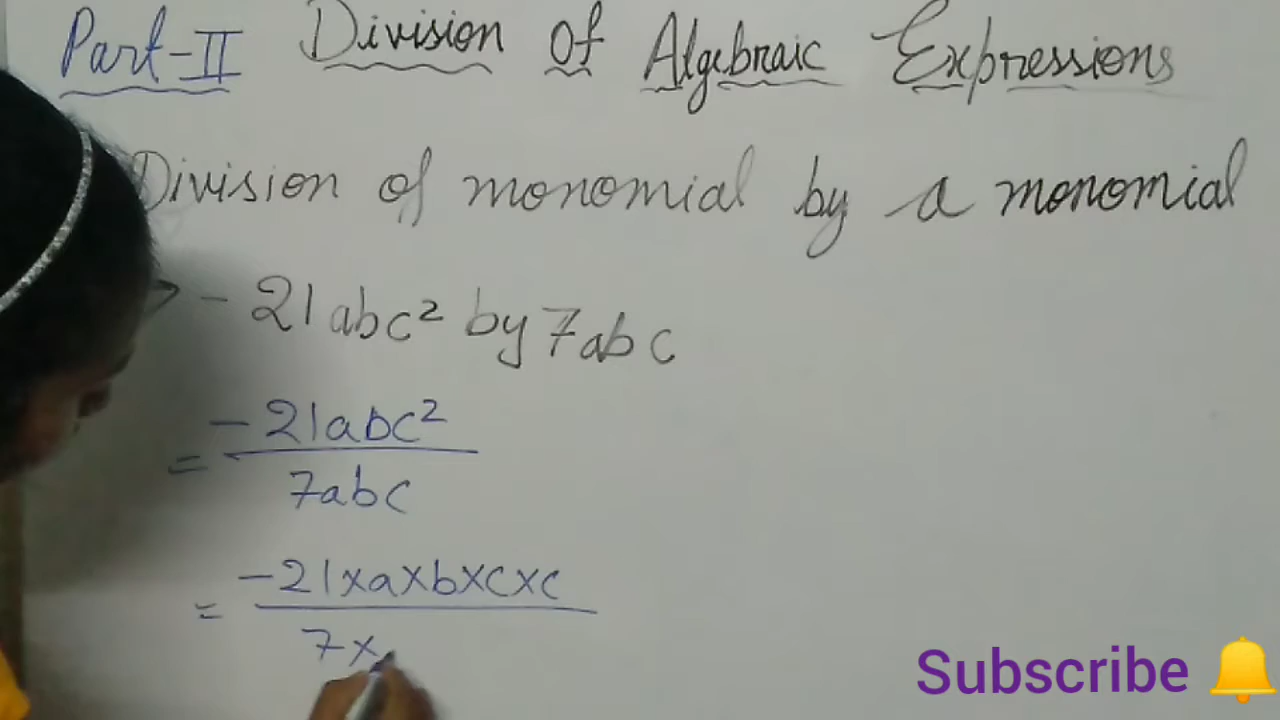 Part-II Division Of Algebraic Expressions
Division of monomial by a monomial
- 21abc² by 7abc
= -21abc² / 7abc
= -21×a×b×c×c / 7×
Subscribe